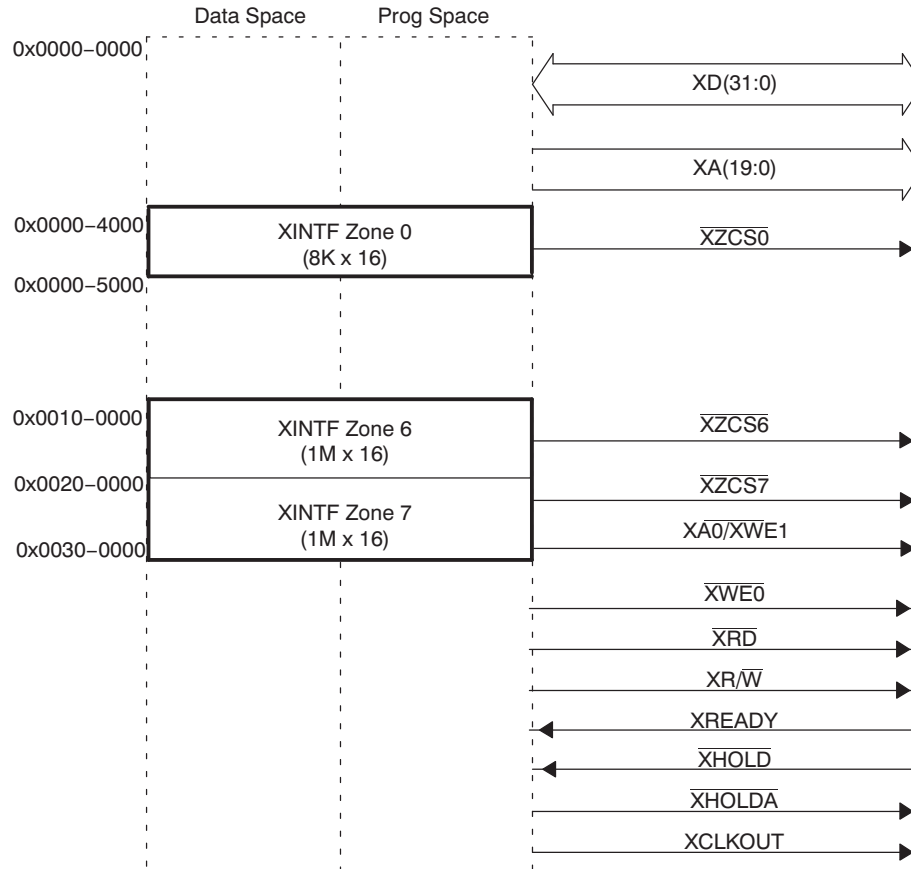 Data Space Prog Space
0x0000−0000
XD(31:0)
XA(19:0)
0x0000−4000
XINTF Zone 0
(8K x 16)
XZCS0
0x0000−5000
0x0010−0000
XINTF Zone 6
(1M x 16)
XZCS6
0x0020−0000
XZCS7
XINTF Zone 7
(1M x 16)
XA0/XWE1
0x0030−0000
XWE0
XRD
XR/W
XREADY
XHOLD
XHOLDA
XCLKOUT